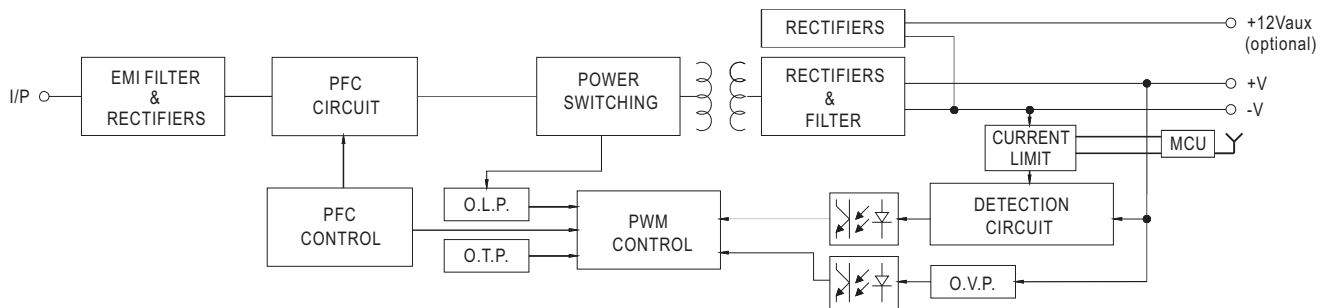 RECTIFIERS
+12Vaux
(optional)
I/P
EMI FILTER
&
RECTIFIERS
PFC
CIRCUIT
POWER
SWITCHING
RECTIFIERS
&
FILTER
+V
-V
CURRENT
LIMIT
MCU
PFC
CONTROL
O.L.P.
O.T.P.
PWM
CONTROL
DETECTION
CIRCUIT
O.V.P.